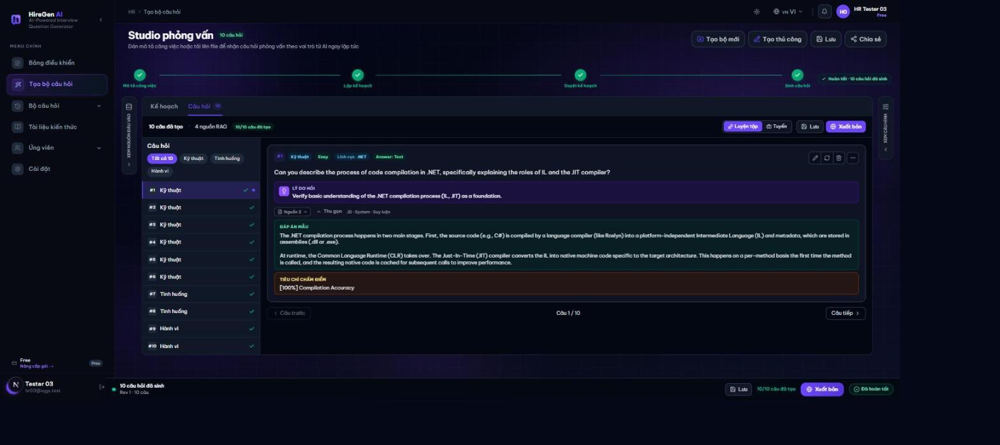 HireGen AI
AI-Powered Interview
Question Generator
MENU CHÍNH
Bảng điều khiển
Tạo bộ câu hỏi
Bộ câu hỏi
Tài liệu kiến thức
Ứng viên
Cài đặt
Free
Nâng cấp gói →
Free
N
Tester 03
hr03@iqgs.test
HR › Tạo bộ câu hỏi
VN VI
HO
HR Tester 03
Free
Studio phỏng vấn
10 câu hỏi
Dán mô tả công việc hoặc tải lên file để nhận câu hỏi phỏng vấn theo vai trò từ AI ngay lập tức
Tạo bộ mới
Tạo thủ công
Lưu
Chia sẻ
Mô tả công việc
Lập kế hoạch
Duyệt kế hoạch
Sinh câu hỏi
Hoàn tất · 10 câu hỏi đã sinh
XEM NGUỒN ĐẦU VÀO
Kế hoạch
Câu hỏi 10
10 câu đã tạo · 4 nguồn RAG 10/10 câu đã tạo
Luyện tập
Tuyển
Lưu
Xuất bản
XEM CẤU HÌNH
Câu hỏi
Tất cả 10
Kỹ thuật
Tình huống
Hành vi
#1 Kỹ thuật
#2 Kỹ thuật
#3 Kỹ thuật
#4 Kỹ thuật
#5 Kỹ thuật
#6 Kỹ thuật
#7 Tình huống
#8 Tình huống
#9 Hành vi
#10 Hành vi
#1 Kỹ thuật Easy Lĩnh vực .NET Answer: Text
Can you describe the process of code compilation in .NET, specifically explaining the roles of IL and the JIT compiler?
LÝ DO HỎI
Verify basic understanding of the .NET compilation process (IL, JIT) as a foundation.
Nguồn 2
Thu gọn
JD · System · Suy luận
ĐÁP ÁN MẪU
The .NET compilation process happens in two main stages. First, the source code (e.g., C#) is compiled by a language compiler (like Roslyn) into a platform-independent Intermediate Language (IL) and metadata, which are stored in
assemblies (.dll or .exe).
At runtime, the Common Language Runtime (CLR) takes over. The Just-In-Time (JIT) compiler converts the IL into native machine code specific to the target architecture. This happens on a per-method basis the first time the method
is called, and the resulting native code is cached for subsequent calls to improve performance.
TIÊU CHÍ CHẤM ĐIỂM
[100%] Compilation Accuracy
Câu trước
Câu 1 / 10
Câu tiếp
10 câu hỏi đã sinh
Rev 1 · 10 câu
Lưu
10/10 câu đã tạo
Xuất bản
Đã hoàn tất